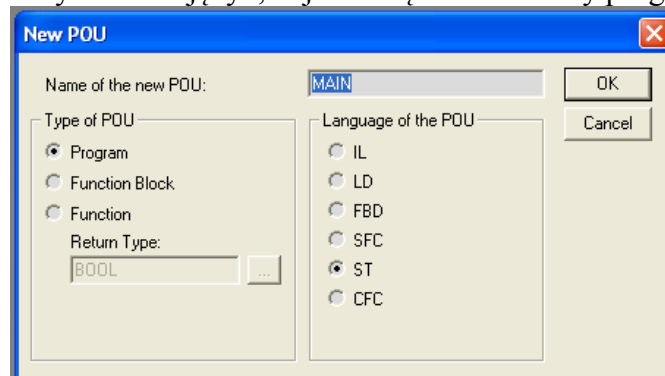 New POU
Name of the new POU:
MAIN
OK
Cancel
Type of POU
Program
Function Block
Function
Return Type:
BOOL
...
Language of the POU
IL
LD
FBD
SFC
ST
CFC